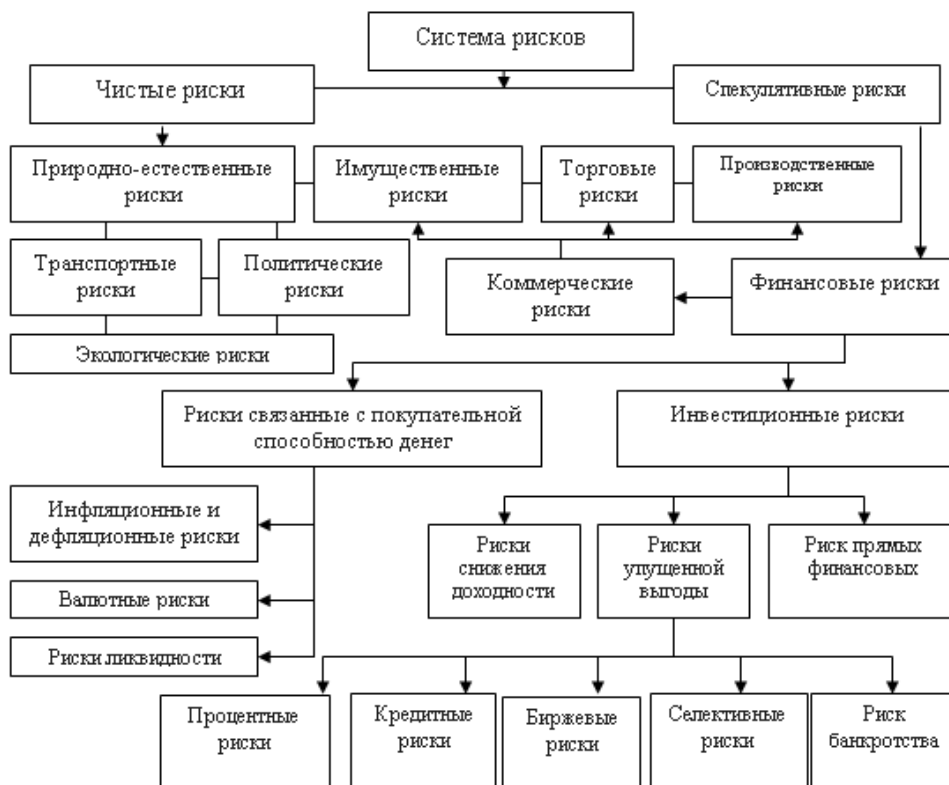 Система рисков
Чистые риски
Спекулятивные риски
Природно-естественные
риски
Имущественные
риски
Торговые
риски
Производственные
риски
Транспортные
риски
Политические
риски
Коммерческие
риски
Финансовые риски
Экологические риски
Риски связанные с покупательной
способностью денег
Инвестиционные риски
Инфляционные и
дефляционные риски
Валютные риски
Риски ликвидности
Риски
снижения
доходности
Риски
упущенной
выгоды
Риск прямых
финансовых
Процентные
риски
Кредитные
риски
Биржевые
риски
Селективные
риски
Риск
банкротства